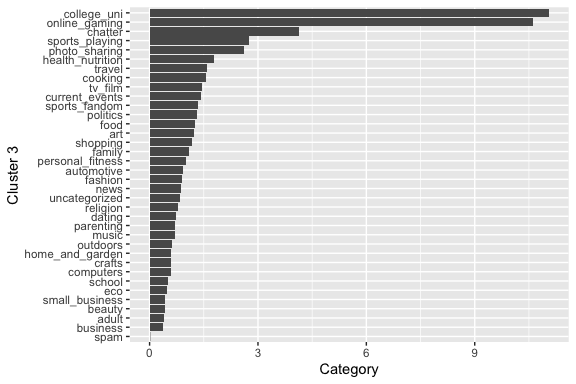 college_uni
online_gaming
chatter
sports_playing
photo_sharing
health_nutrition
travel
cooking
tv_film
current_events
sports_fandom
politics
food
art
shopping
family
personal_fitness
automotive
fashion
news
uncategorized
religion
dating
parenting
music
outdoors
home_and_garden
crafts
computers
school
eco
small_business
beauty
adult
business
spam
Cluster 3
0 3 6 9
Category